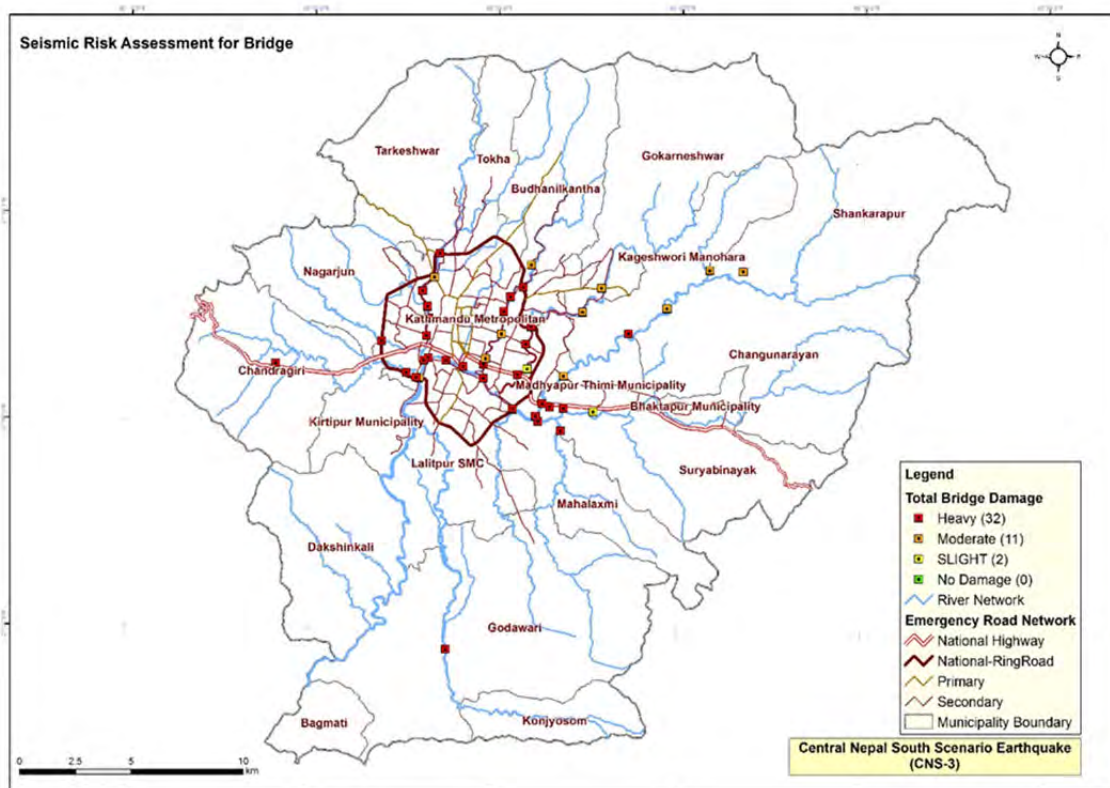 Seismic Risk Assessment for Bridge
N
W
E
S
Tarkeshwar
Tokha
Gokarneshwar
Budhanilkantha
Shankarapur
Kageshwori Manohara
Nagarjun
Kathmandu Metropolitan
Changunarayan
Chandragiri
Madhyapur Thimi Municipality
Bhaktapur Municipality
Kirtipur Municipality
Lalitpur SMC
Suryabinayak
Mahalaxmi
Dakshinkali
Godawari
Bagmati
Konjyosom
Legend
Total Bridge Damage
Heavy (32)
Moderate (11)
SLIGHT (2)
No Damage (0)
River Network
Emergency Road Network
National Highway
National-RingRoad
Primary
Secondary
Municipality Boundary
Central Nepal South Scenario Earthquake
(CNS-3)
0 2.5 5 10
km